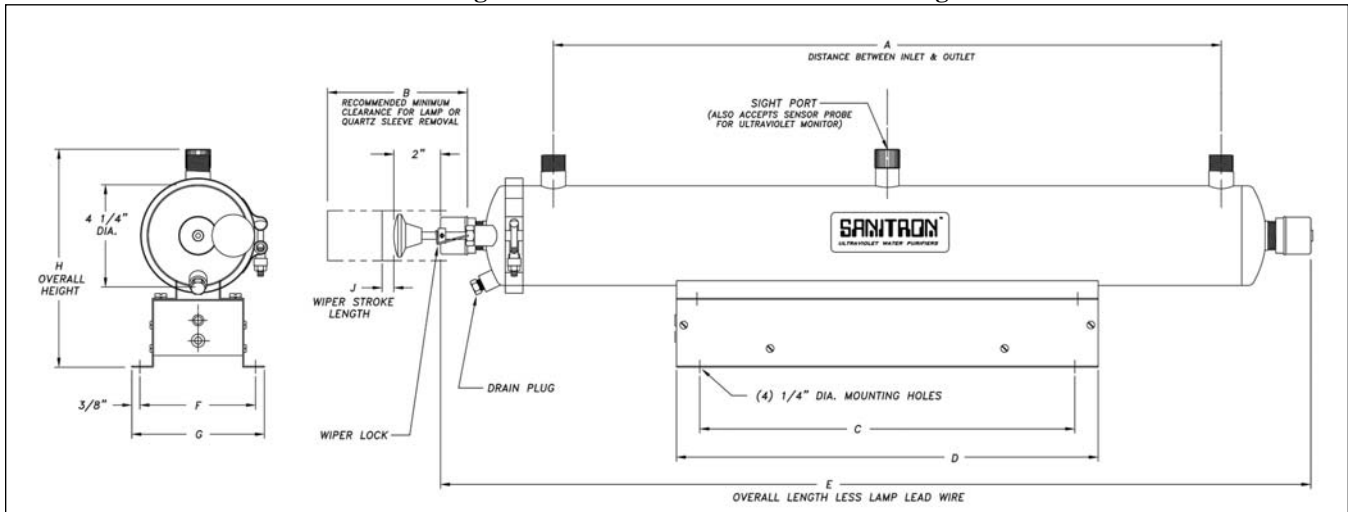 A
DISTANCE BETWEEN INLET & OUTLET
B
RECOMMENDED MINIMUM
CLEARANCE FOR LAMP OR
QUARTZ SLEEVE REMOVAL
SIGHT PORT
(ALSO ACCEPTS SENSOR PROBE
FOR ULTRAVIOLET MONITOR)
2"
4 1/4"
DIA.
H
OVERALL
HEIGHT
SANITRON™
ULTRAVIOLET WATER PURIFIERS
J
WIPER STROKE
LENGTH
DRAIN PLUG
(4) 1/4" DIA. MOUNTING HOLES
3/8"
F
G
WIPER LOCK
C
D
E
OVERALL LENGTH LESS LAMP LEAD WIRE